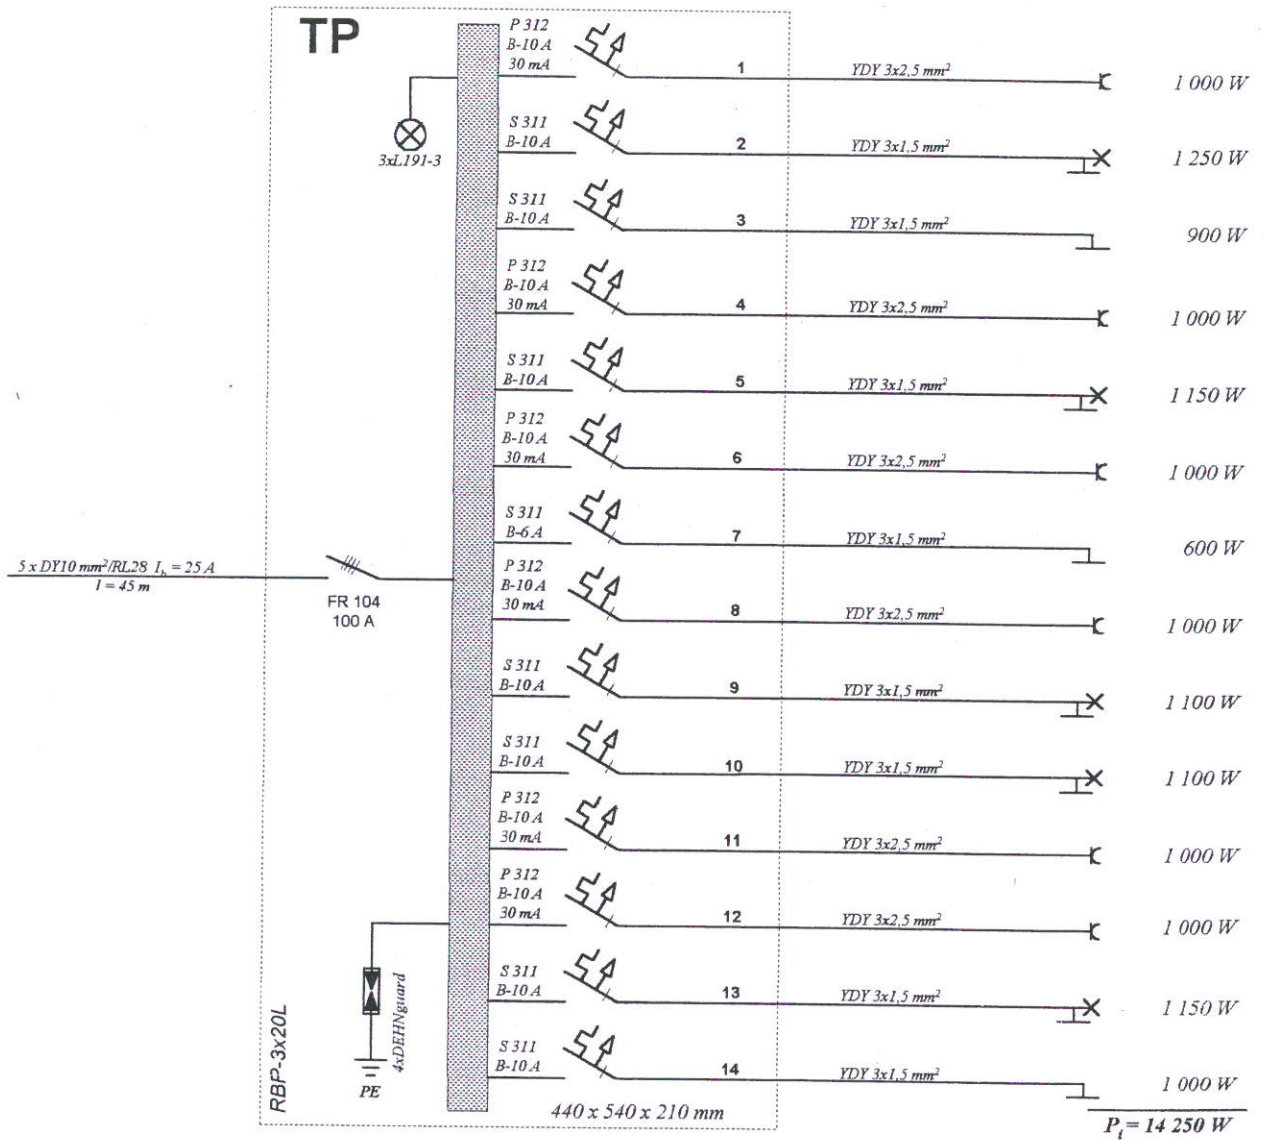 TP
P 312
B-10 A
30 mA
1
YDY 3x2,5 mm²
1 000 W
3xL191-3
S 311
B-10 A
2
YDY 3x1,5 mm²
1 250 W
S 311
B-10 A
3
YDY 3x1,5 mm²
900 W
P 312
B-10 A
30 mA
4
YDY 3x2,5 mm²
1 000 W
S 311
B-10 A
5
YDY 3x1,5 mm²
1 150 W
P 312
B-10 A
30 mA
6
YDY 3x2,5 mm²
1 000 W
S 311
B-6 A
7
YDY 3x1,5 mm²
600 W
5 x DY10 mm²/RL28 Iₕ = 25 A
l = 45 m
FR 104
100 A
P 312
B-10 A
30 mA
8
YDY 3x2,5 mm²
1 000 W
S 311
B-10 A
9
YDY 3x1,5 mm²
1 100 W
S 311
B-10 A
10
YDY 3x1,5 mm²
1 100 W
P 312
B-10 A
30 mA
11
YDY 3x2,5 mm²
1 000 W
P 312
B-10 A
30 mA
12
YDY 3x2,5 mm²
1 000 W
S 311
B-10 A
13
YDY 3x1,5 mm²
1 150 W
S 311
B-10 A
14
YDY 3x1,5 mm²
1 000 W
4xDEHNguard
PE
RBP-3x20L
440 x 540 x 210 mm
Pᵢ = 14 250 W